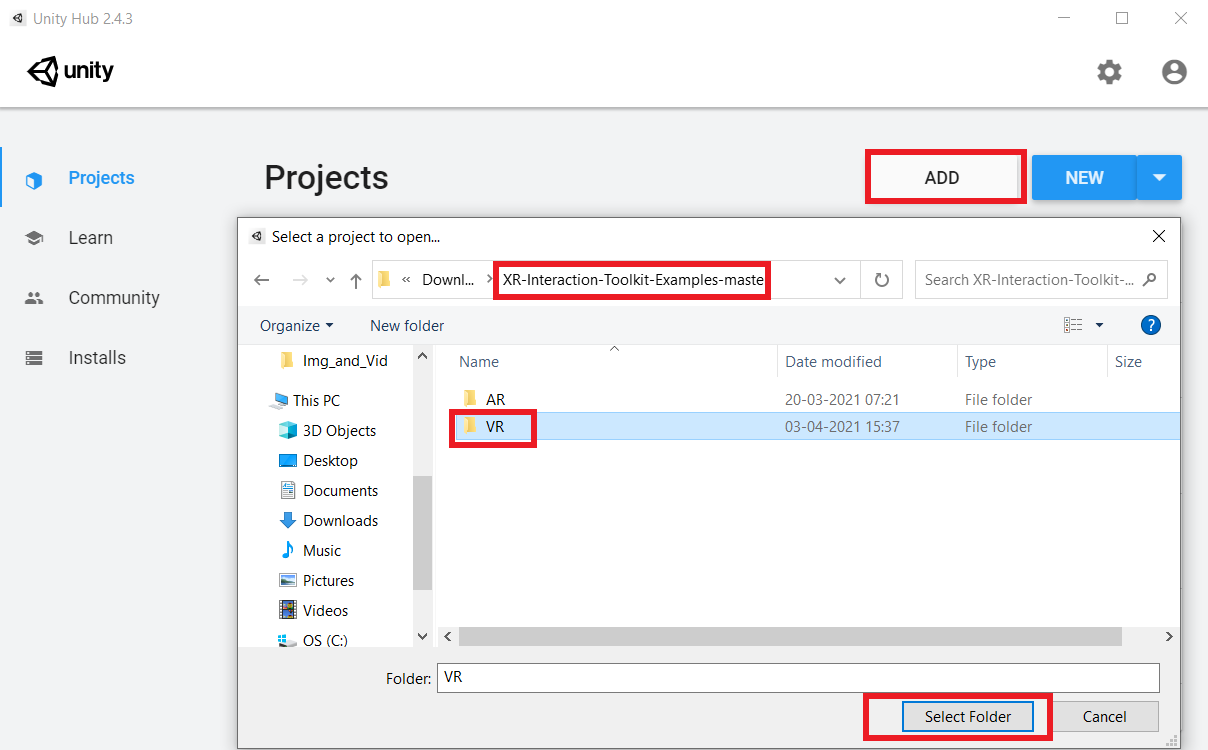 Unity Hub 2.4.3
unity
Projects
Learn
Community
Installs
Projects
ADD
NEW
Select a project to open...
« Downl... > XR-Interaction-Toolkit-Examples-maste
Search XR-Interaction-Toolkit-...
Organize
New folder
?
Img_and_Vid
This PC
3D Objects
Desktop
Documents
Downloads
Music
Pictures
Videos
OS (C:)
Name Date modified Type Size
AR 20-03-2021 07:21 File folder
VR 03-04-2021 15:37 File folder
Folder: VR
Select Folder
Cancel